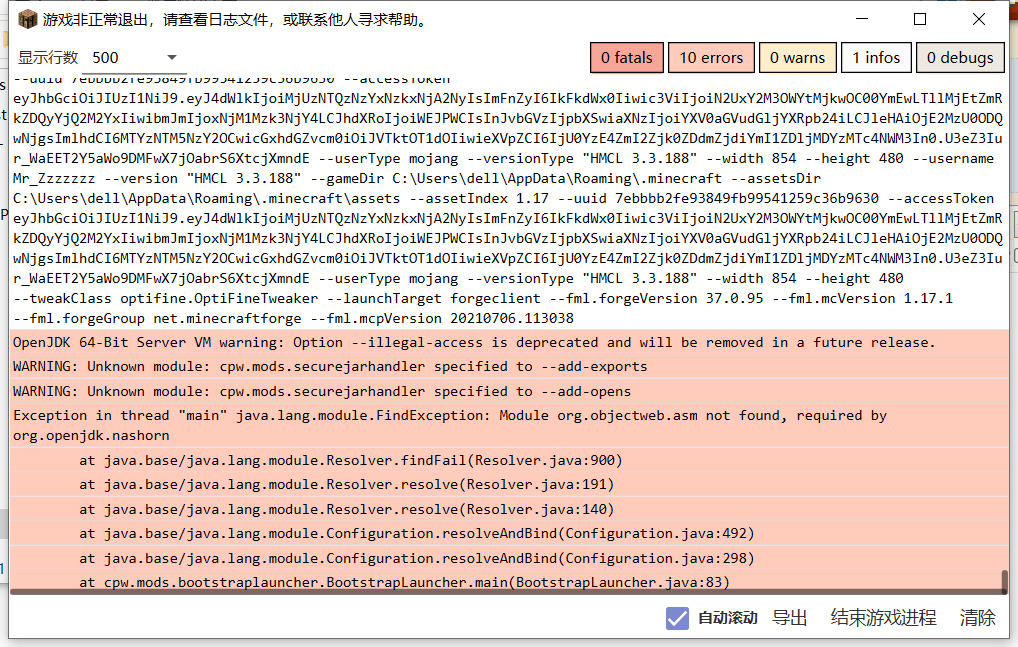 游戏非正常退出，请查看日志文件，或联系他人寻求帮助。
显示行数 500 0 fatals 10 errors 0 warns 1 infos 0 debugs
--uuid 7ebbbb2fe93849fb99541259c36b9630 --accessToken
eyJhbGciOiJIUzI1NiJ9.eyJ4dWlkIjoiMjUzNTQzNzYxNzkxNjA2NyIsImFnZyI6IkFkdWx0Iiwic3ViIjoiN2UxY2M3OWYtMjkwOC00YmEwLTllMjEtZmR
kZDQyYjQ2M2YxIiwibmJmIjoxNjM1Mzk3NjY4LCJhdXRoIjoiWEJPWCIsInJvbGVzIjpbXSwiaXNzIjoiYXV0aGVudGljYXRpb24iLCJleHAiOjE2MzU0ODQ
wNjgsImlhdCI6MTYzNTM5NzY2OCwicGxhdGZvcm0iOiJVTktOT1dOIiwieXVpZCI6IjU0YzE4ZmI2Zjk0ZDdmZjdiYmI1ZDljMDYzMTc4NWM3In0.U3eZ3Iu
r_WaEET2Y5aWo9DMFwX7jOabrS6XtcjXmndE --userType mojang --versionType "HMCL 3.3.188" --width 854 --height 480 --username
Mr_Zzzzzzz --version "HMCL 3.3.188" --gameDir C:\Users\dell\AppData\Roaming\.minecraft --assetsDir
C:\Users\dell\AppData\Roaming\.minecraft\assets --assetIndex 1.17 --uuid 7ebbbb2fe93849fb99541259c36b9630 --accessToken
eyJhbGciOiJIUzI1NiJ9.eyJ4dWlkIjoiMjUzNTQzNzYxNzkxNjA2NyIsImFnZyI6IkFkdWx0Iiwic3ViIjoiN2UxY2M3OWYtMjkwOC00YmEwLTllMjEtZmR
kZDQyYjQ2M2YxIiwibmJmIjoxNjM1Mzk3NjY4LCJhdXRoIjoiWEJPWCIsInJvbGVzIjpbXSwiaXNzIjoiYXV0aGVudGljYXRpb24iLCJleHAiOjE2MzU0ODQ
wNjgsImlhdCI6MTYzNTM5NzY2OCwicGxhdGZvcm0iOiJVTktOT1dOIiwieXVpZCI6IjU0YzE4ZmI2Zjk0ZDdmZjdiYmI1ZDljMDYzMTc4NWM3In0.U3eZ3Iu
r_WaEET2Y5aWo9DMFwX7jOabrS6XtcjXmndE --userType mojang --versionType "HMCL 3.3.188" --width 854 --height 480
--tweakClass optifine.OptiFineTweaker --launchTarget forgeclient --fml.forgeVersion 37.0.95 --fml.mcVersion 1.17.1
--fml.forgeGroup net.minecraftforge --fml.mcpVersion 20210706.113038
OpenJDK 64-Bit Server VM warning: Option --illegal-access is deprecated and will be removed in a future release.
WARNING: Unknown module: cpw.mods.securejarhandler specified to --add-exports
WARNING: Unknown module: cpw.mods.securejarhandler specified to --add-opens
Exception in thread "main" java.lang.module.FindException: Module org.objectweb.asm not found, required by
org.openjdk.nashorn
at java.base/java.lang.module.Resolver.findFail(Resolver.java:900)
at java.base/java.lang.module.Resolver.resolve(Resolver.java:191)
at java.base/java.lang.module.Resolver.resolve(Resolver.java:140)
at java.base/java.lang.module.Configuration.resolveAndBind(Configuration.java:492)
at java.base/java.lang.module.Configuration.resolveAndBind(Configuration.java:298)
at cpw.mods.bootstraplauncher.BootstrapLauncher.main(BootstrapLauncher.java:83)
自动滚动 导出 结束游戏进程 清除